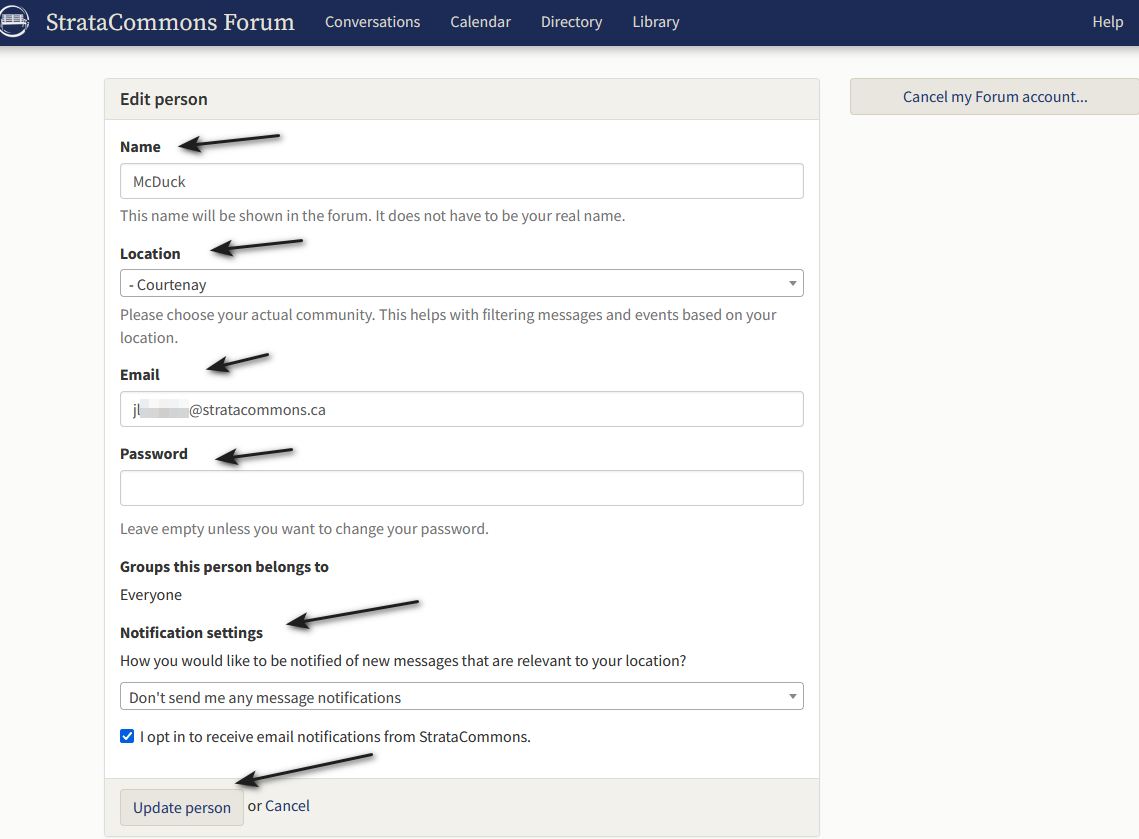 StrataCommons Forum Conversations Calendar Directory Library Help
Edit person
Cancel my Forum account...
Name
McDuck
This name will be shown in the forum. It does not have to be your real name.
Location
- Courtenay
Please choose your actual community. This helps with filtering messages and events based on your
location.
Email
@stratacommons.ca
Password
Leave empty unless you want to change your password.
Groups this person belongs to
Everyone
Notification settings
How you would like to be notified of new messages that are relevant to your location?
Don't send me any message notifications
I opt in to receive email notifications from StrataCommons.
Update person or Cancel